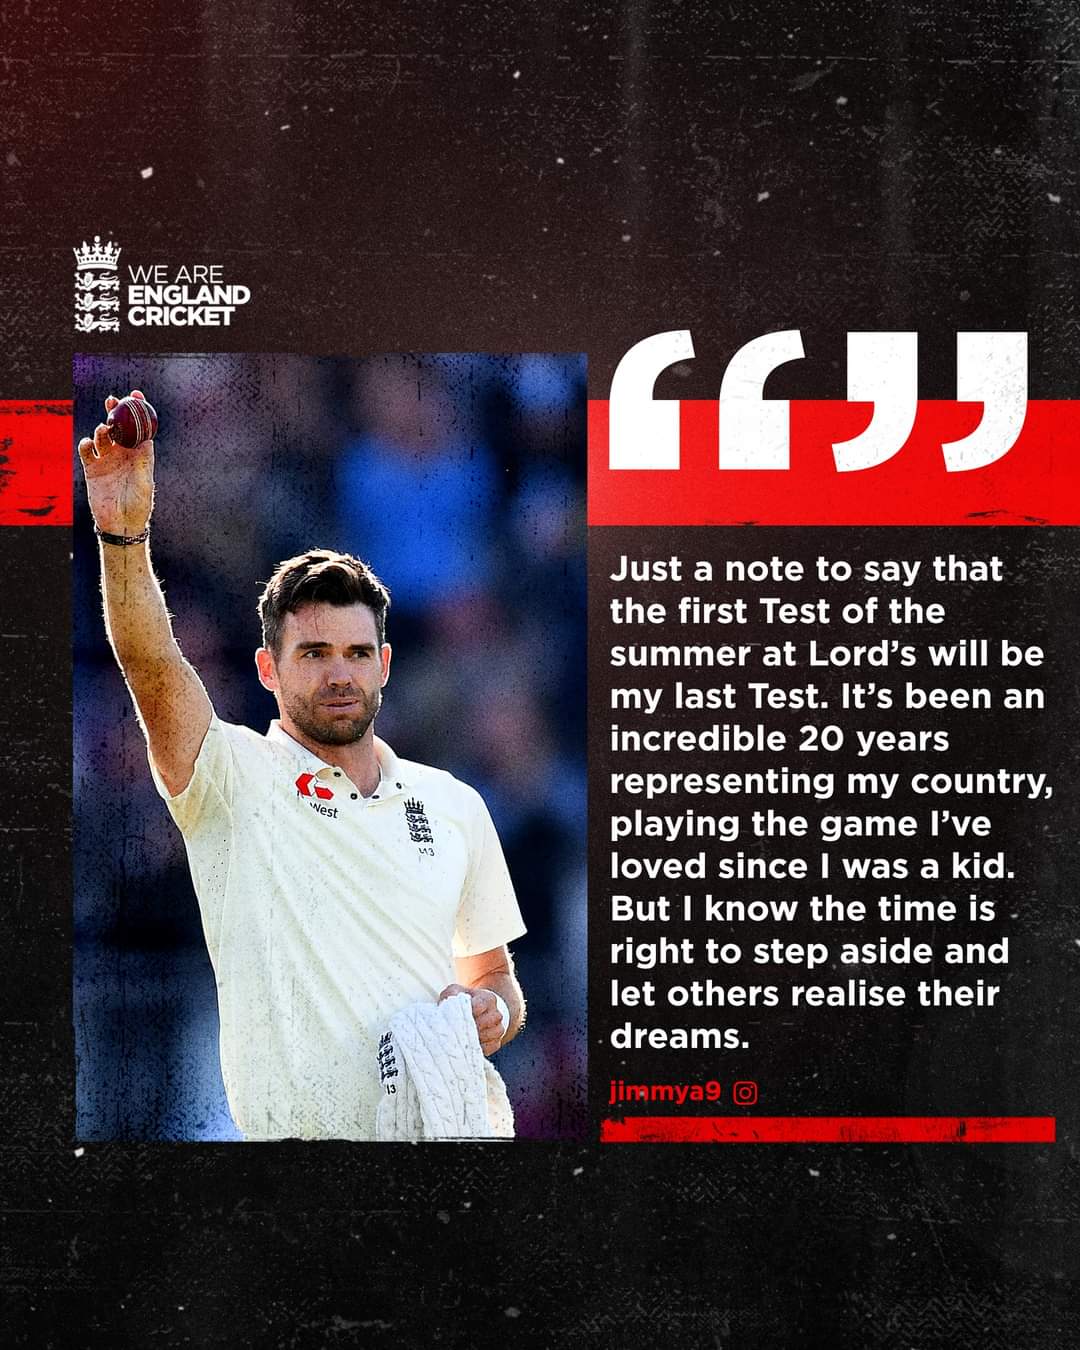 WE ARE
ENGLAND
CRICKET
“ ”
Just a note to say that
the first Test of the
summer at Lord’s will be
my last Test. It’s been an
incredible 20 years
representing my country,
playing the game I’ve
loved since I was a kid.
But I know the time is
right to step aside and
let others realise their
dreams.
jimmya9
West